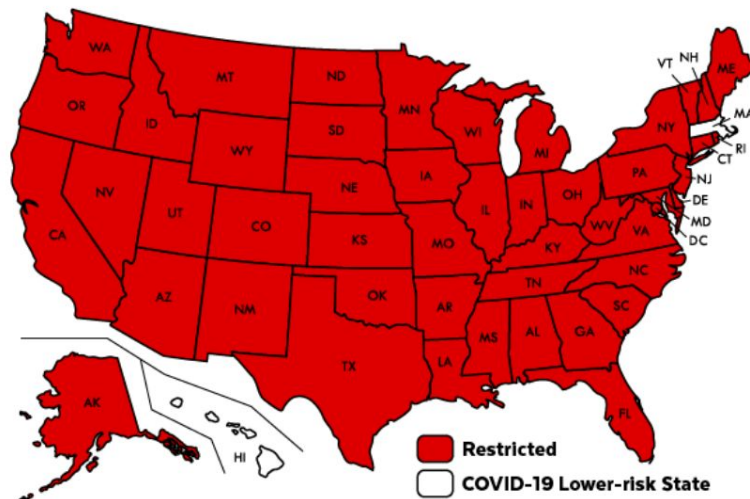 WA
MT
ND
MN
OR
ID
SD
WI
WY
MI
NY
VT
NH
ME
MA
RI
CT
NV
UT
NE
IA
PA
NJ
CA
CO
KS
IL
IN
OH
DE
MD
MO
WV
VA
DC
KY
AZ
NM
OK
AR
TN
NC
SC
TX
MS
AL
GA
LA
AK
FL
HI
Restricted
COVID-19 Lower-risk State